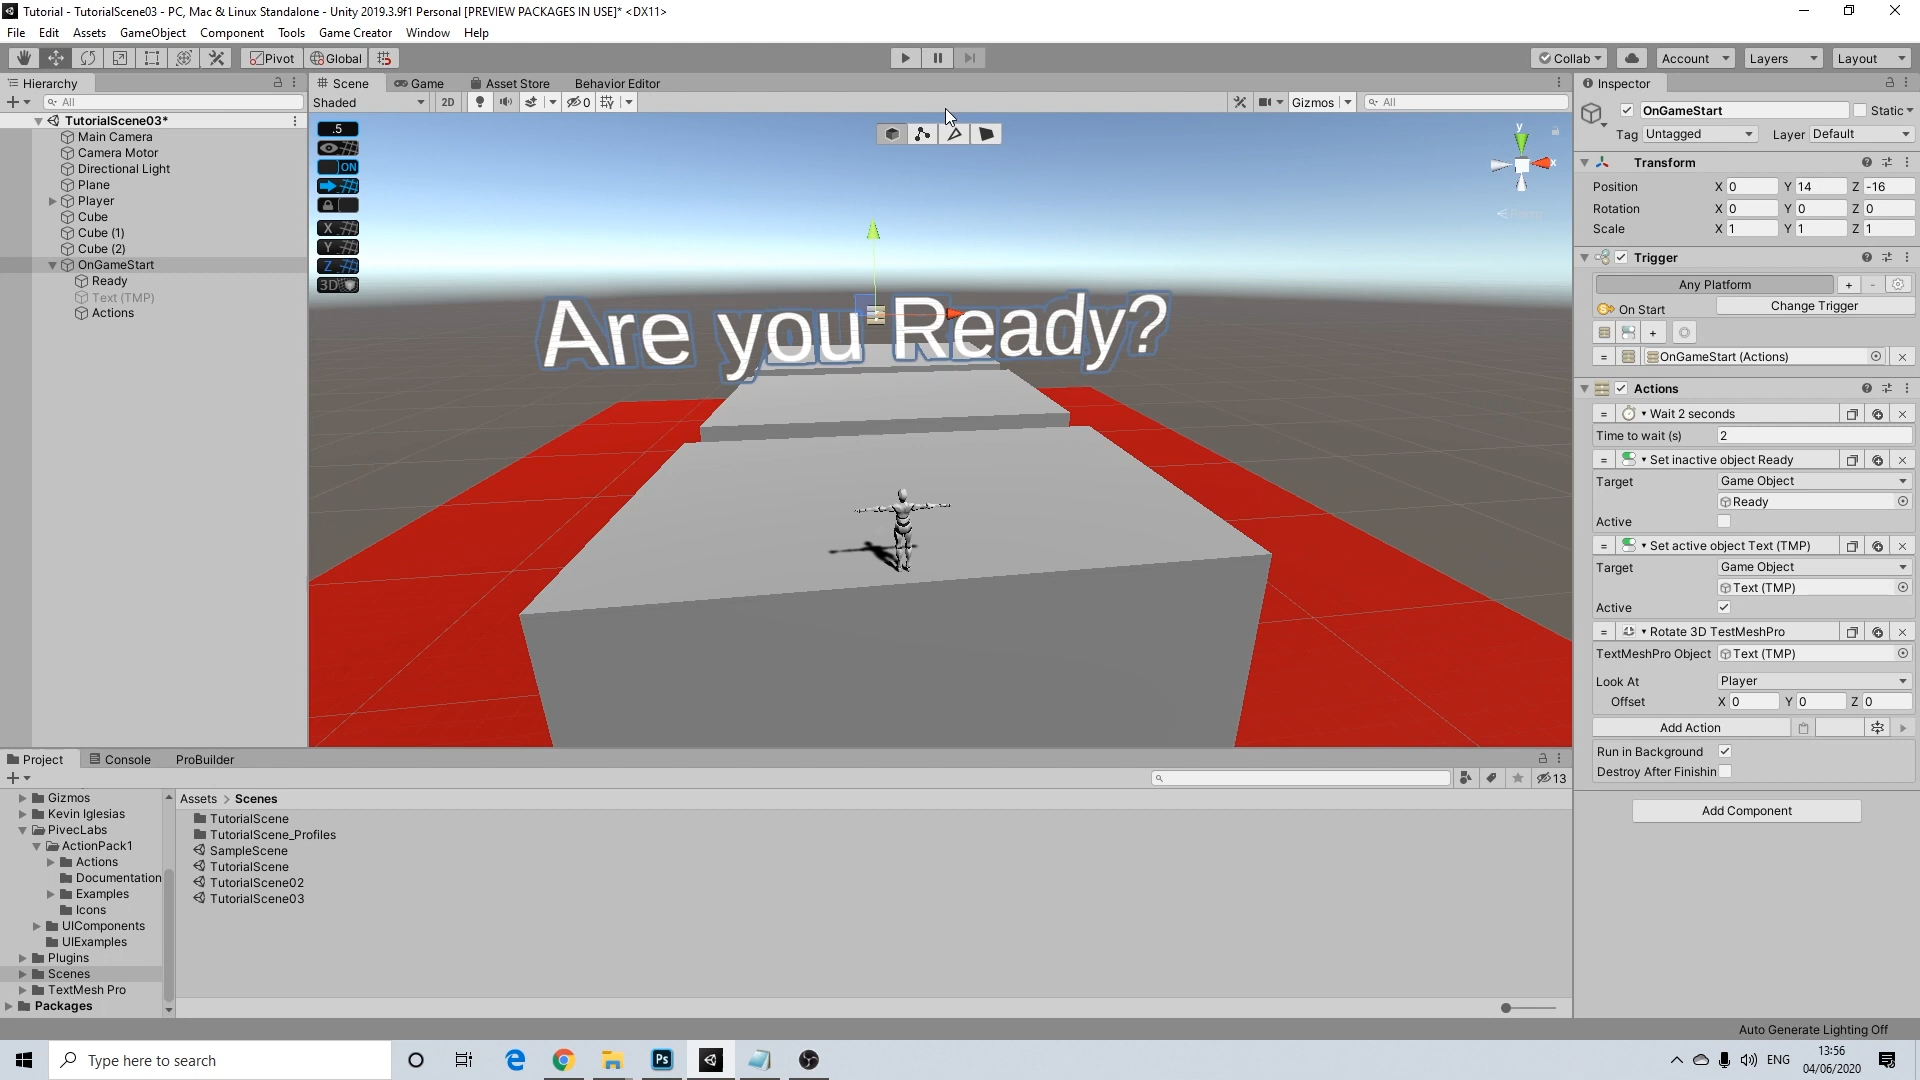 Tutorial - TutorialScene03 - PC, Mac & Linux Standalone - Unity 2019.3.9f1 Personal [PREVIEW PACKAGES IN USE]* <DX11>
File Edit Assets GameObject Component Tools Game Creator Window Help
Pivot Global Collab Account Layers Layout
Hierarchy
All
TutorialScene03*
Main Camera
Camera Motor
Directional Light
Plane
Player
Cube
Cube (1)
Cube (2)
OnGameStart
Ready
Text (TMP)
Actions
Scene Game Asset Store Behavior Editor
Shaded 2D 0 Gizmos All
.5
ON
X
Y
Z
3D
y
x
Are you Ready?
Inspector
OnGameStart Static
Tag Untagged Layer Default
Transform
Position X 0 Y 14 Z -16
Rotation X 0 Y 0 Z 0
Scale X 1 Y 1 Z 1
Trigger
Any Platform + -
On Start Change Trigger
+
= OnGameStart (Actions)
Actions
= Wait 2 seconds
Time to wait (s) 2
= Set inactive object Ready
Target Game Object
Ready
Active
= Set active object Text (TMP)
Target Game Object
Text (TMP)
Active
= Rotate 3D TestMeshPro
TextMeshPro Object Text (TMP)
Look At Player
Offset X 0 Y 0 Z 0
Add Action
Run in Background
Destroy After Finishin
Add Component
Project Console ProBuilder
13
Gizmos
Kevin Iglesias
PivecLabs
ActionPack1
Actions
Documentation
Examples
Icons
UIComponents
UIExamples
Plugins
Scenes
TextMesh Pro
Packages
Assets > Scenes
TutorialScene
TutorialScene_Profiles
SampleScene
TutorialScene
TutorialScene02
TutorialScene03
Auto Generate Lighting Off
Type here to search
Ps
ENG
13:56
04/06/2020